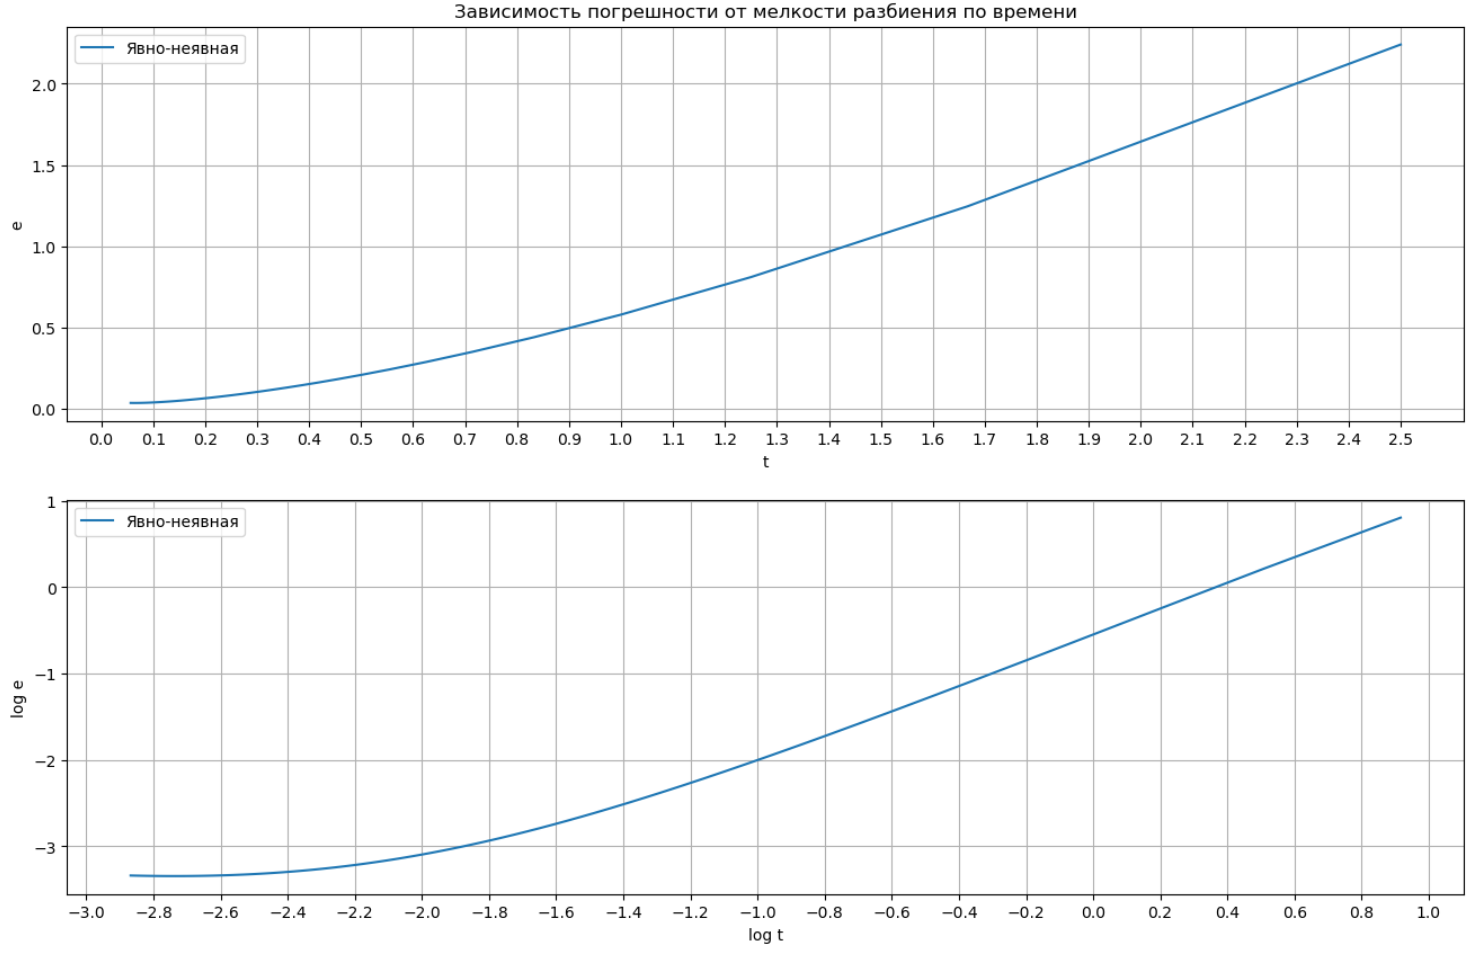 Зависимость погрешности от мелкости разбиения по времени
Явно-неявная
2.0
1.5
1.0
0.5
0.0
e
0.0 0.1 0.2 0.3 0.4 0.5 0.6 0.7 0.8 0.9 1.0 1.1 1.2 1.3 1.4 1.5 1.6 1.7 1.8 1.9 2.0 2.1 2.2 2.3 2.4 2.5
t
Явно-неявная
1
0
−1
−2
−3
log e
−3.0 −2.8 −2.6 −2.4 −2.2 −2.0 −1.8 −1.6 −1.4 −1.2 −1.0 −0.8 −0.6 −0.4 −0.2 0.0 0.2 0.4 0.6 0.8 1.0
log t